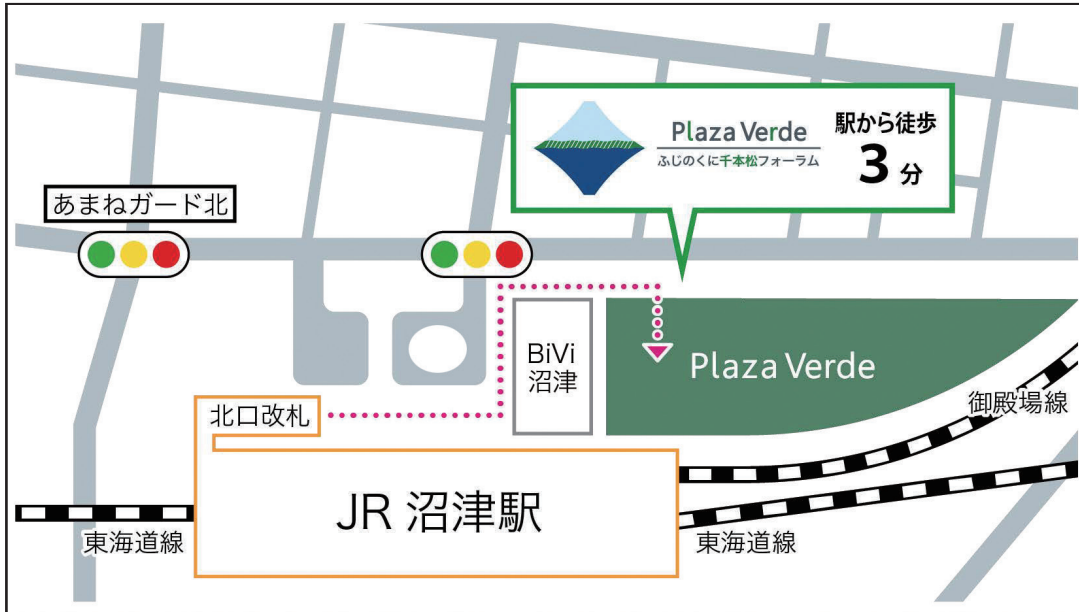 Plaza Verde
ふじのくに千本松フォーラム
駅から徒歩
3 分
あまねガード北
BiVi
沼津
Plaza Verde
北口改札
御殿場線
JR 沼津駅
東海道線
東海道線